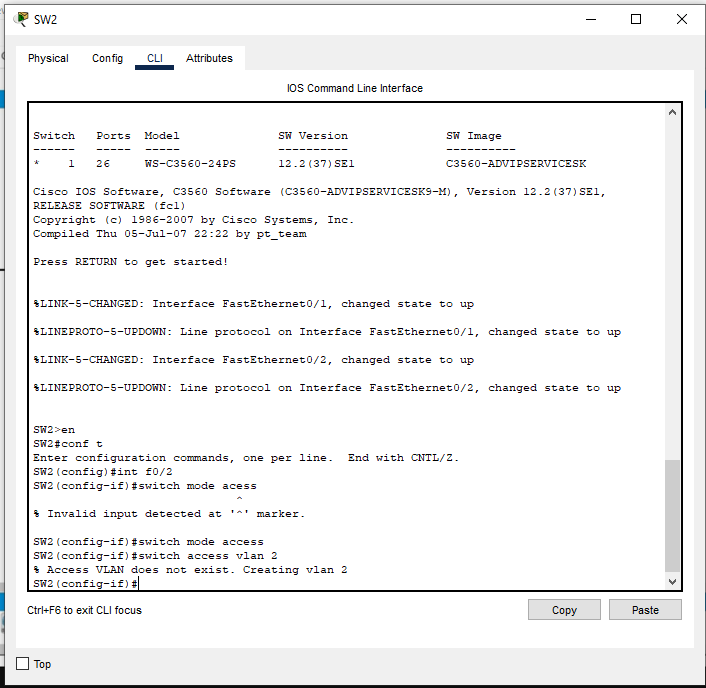 SW2
Physical Config CLI Attributes
IOS Command Line Interface
Switch Ports Model SW Version SW Image
------ ----- ----- ---------- ----------
* 1 26 WS-C3560-24PS 12.2(37)SE1 C3560-ADVIPSERVICESK
Cisco IOS Software, C3560 Software (C3560-ADVIPSERVICESK9-M), Version 12.2(37)SE1,
RELEASE SOFTWARE (fc1)
Copyright (c) 1986-2007 by Cisco Systems, Inc.
Compiled Thu 05-Jul-07 22:22 by pt_team
Press RETURN to get started!
%LINK-5-CHANGED: Interface FastEthernet0/1, changed state to up
%LINEPROTO-5-UPDOWN: Line protocol on Interface FastEthernet0/1, changed state to up
%LINK-5-CHANGED: Interface FastEthernet0/2, changed state to up
%LINEPROTO-5-UPDOWN: Line protocol on Interface FastEthernet0/2, changed state to up
SW2>en
SW2#conf t
Enter configuration commands, one per line. End with CNTL/Z.
SW2(config)#int f0/2
SW2(config-if)#switch mode acess
^
% Invalid input detected at '^' marker.
SW2(config-if)#switch mode access
SW2(config-if)#switch access vlan 2
% Access VLAN does not exist. Creating vlan 2
SW2(config-if)#
Ctrl+F6 to exit CLI focus
Copy Paste
Top